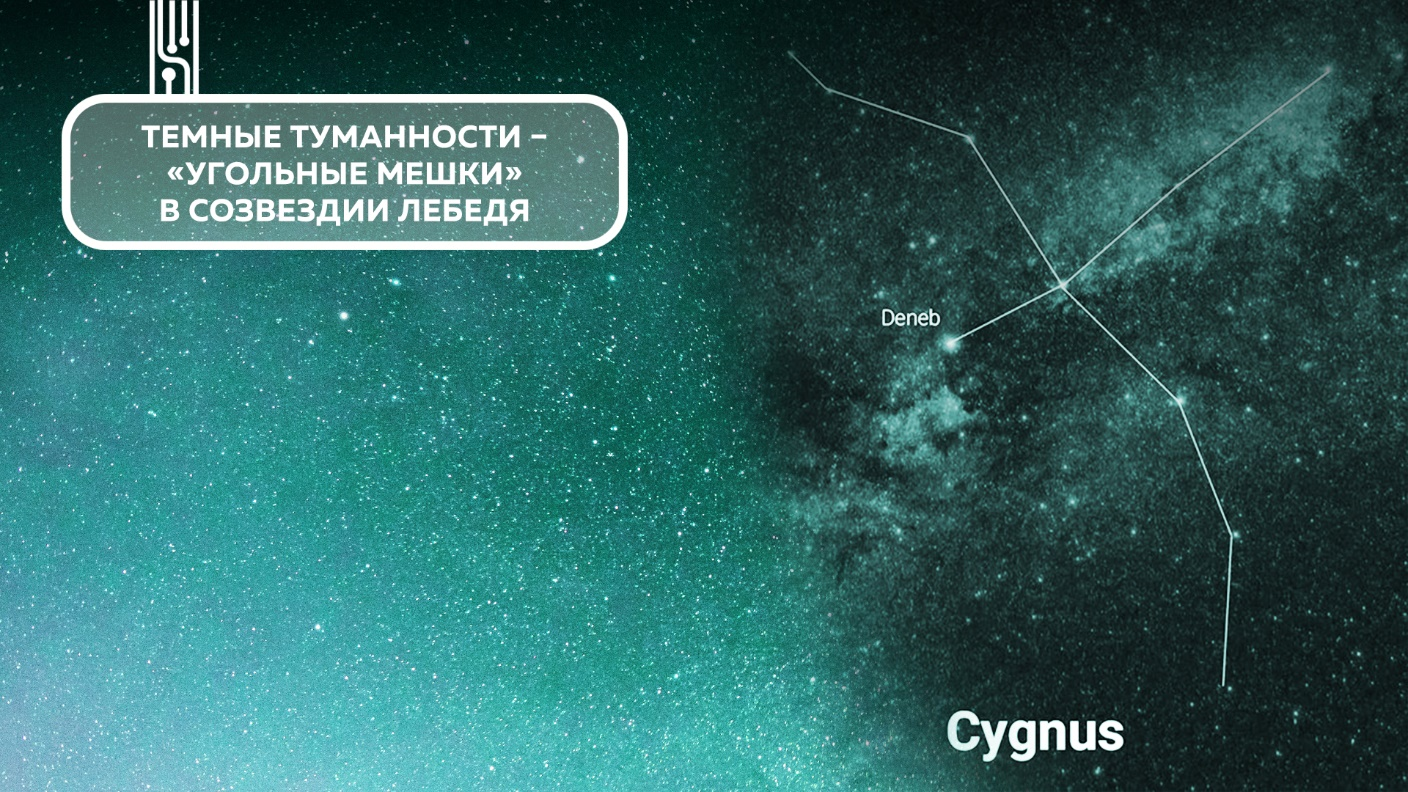 ТЕМНЫЕ ТУМАННОСТИ –
«УГОЛЬНЫЕ МЕШКИ»
В СОЗВЕЗДИИ ЛЕБЕДЯ
Deneb
Cygnus